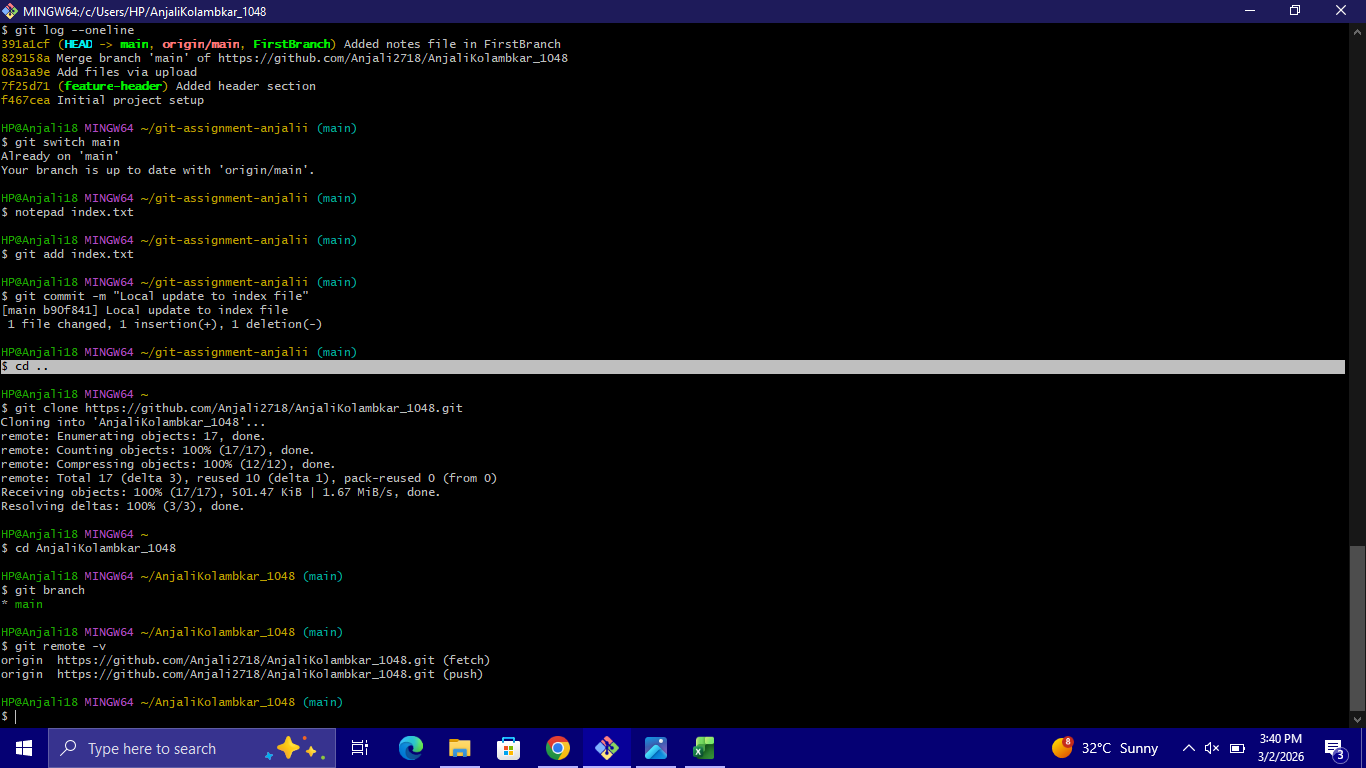 MINGW64:/c/Users/HP/AnjaliKolambkar_1048
$ git log --oneline
391a1cf (HEAD -> main, origin/main, FirstBranch) Added notes file in FirstBranch
829158a Merge branch 'main' of https://github.com/Anjali2718/AnjaliKolambkar_1048
08a3a9e Add files via upload
7f25d71 (feature-header) Added header section
f467cea Initial project setup
HP@Anjali18 MINGW64 ~/git-assignment-anjalii (main)
$ git switch main
Already on 'main'
Your branch is up to date with 'origin/main'.
HP@Anjali18 MINGW64 ~/git-assignment-anjalii (main)
$ notepad index.txt
HP@Anjali18 MINGW64 ~/git-assignment-anjalii (main)
$ git add index.txt
HP@Anjali18 MINGW64 ~/git-assignment-anjalii (main)
$ git commit -m "Local update to index file"
[main b90f841] Local update to index file
 1 file changed, 1 insertion(+), 1 deletion(-)
HP@Anjali18 MINGW64 ~/git-assignment-anjalii (main)
$ cd ..
HP@Anjali18 MINGW64 ~
$ git clone https://github.com/Anjali2718/AnjaliKolambkar_1048.git
Cloning into 'AnjaliKolambkar_1048'...
remote: Enumerating objects: 17, done.
remote: Counting objects: 100% (17/17), done.
remote: Compressing objects: 100% (12/12), done.
remote: Total 17 (delta 3), reused 10 (delta 1), pack-reused 0 (from 0)
Receiving objects: 100% (17/17), 501.47 KiB | 1.67 MiB/s, done.
Resolving deltas: 100% (3/3), done.
HP@Anjali18 MINGW64 ~
$ cd AnjaliKolambkar_1048
HP@Anjali18 MINGW64 ~/AnjaliKolambkar_1048 (main)
$ git branch
* main
HP@Anjali18 MINGW64 ~/AnjaliKolambkar_1048 (main)
$ git remote -v
origin  https://github.com/Anjali2718/AnjaliKolambkar_1048.git (fetch)
origin  https://github.com/Anjali2718/AnjaliKolambkar_1048.git (push)
HP@Anjali18 MINGW64 ~/AnjaliKolambkar_1048 (main)
$
Type here to search
8
32°C Sunny
3:40 PM
3/2/2026
3